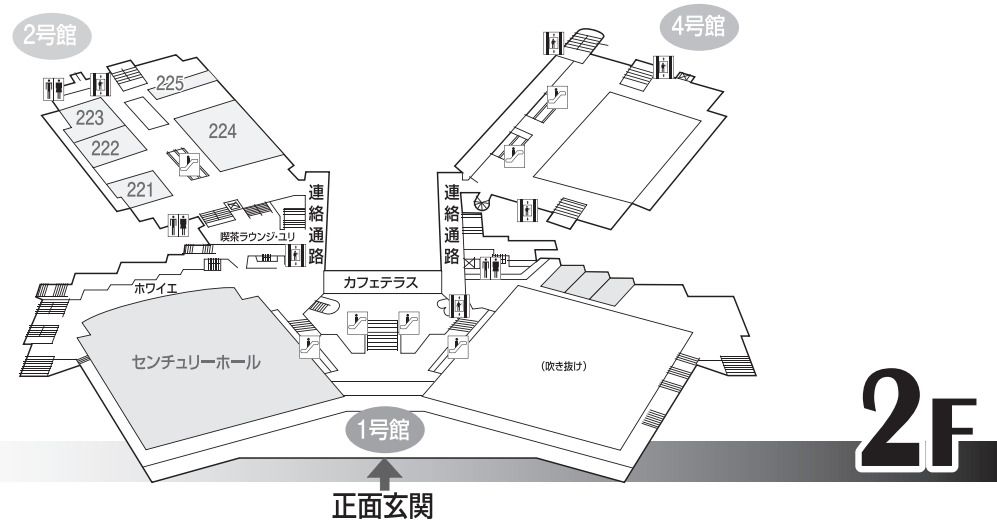 2号館
4号館
225
223
224
222
221
連絡通路
連絡通路
喫茶ラウンジ・ユリ
カフェテラス
ホワイエ
センチュリーホール
(吹き抜け)
1号館
2F
正面玄関